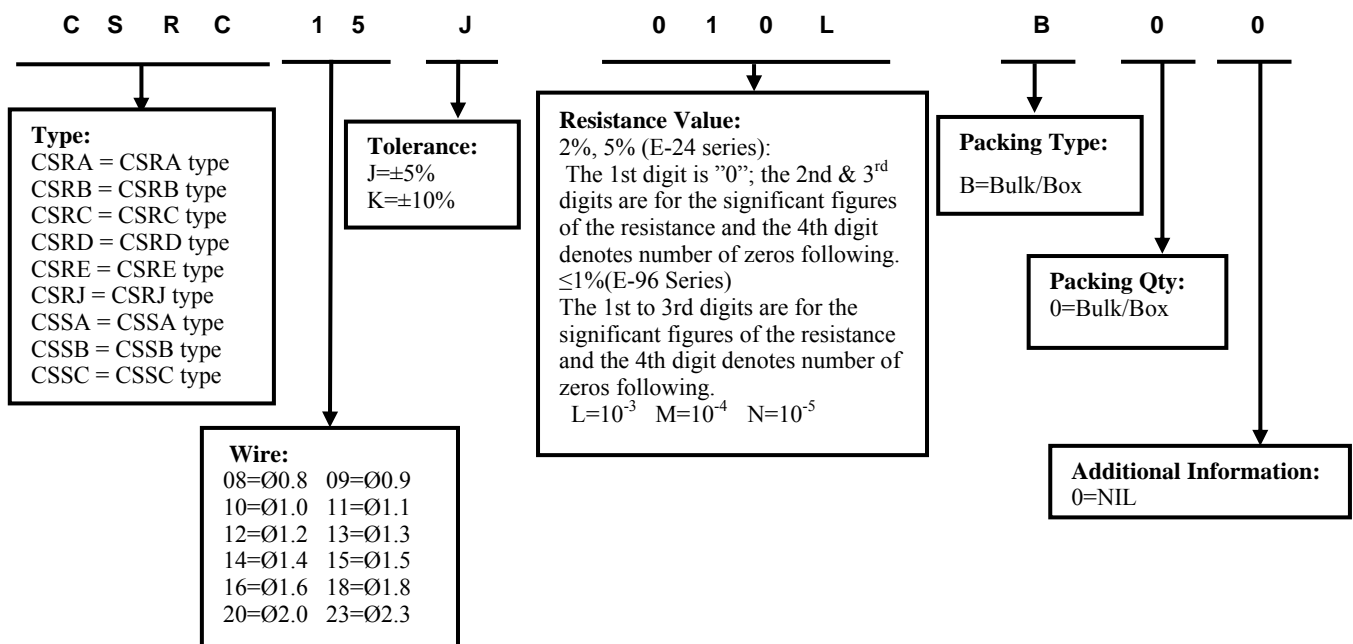 C S R C 1 5 J 0 1 0 L B 0 0
Type:
CSRA = CSRA type
CSRB = CSRB type
CSRC = CSRC type
CSRD = CSRD type
CSRE = CSRE type
CSRJ = CSRJ type
CSSA = CSSA type
CSSB = CSSB type
CSSC = CSSC type
Wire:
08=Ø0.8 09=Ø0.9
10=Ø1.0 11=Ø1.1
12=Ø1.2 13=Ø1.3
14=Ø1.4 15=Ø1.5
16=Ø1.6 18=Ø1.8
20=Ø2.0 23=Ø2.3
Tolerance:
J=±5%
K=±10%
Resistance Value:
2%, 5% (E-24 series):
The 1st digit is ”0”; the 2nd & 3rd
digits are for the significant figures
of the resistance and the 4th digit
denotes number of zeros following.
≤1%(E-96 Series)
The 1st to 3rd digits are for the
significant figures of the resistance
and the 4th digit denotes number of
zeros following.
L=10-3 M=10-4 N=10-5
Packing Type:
B=Bulk/Box
Packing Qty:
0=Bulk/Box
Additional Information:
0=NIL